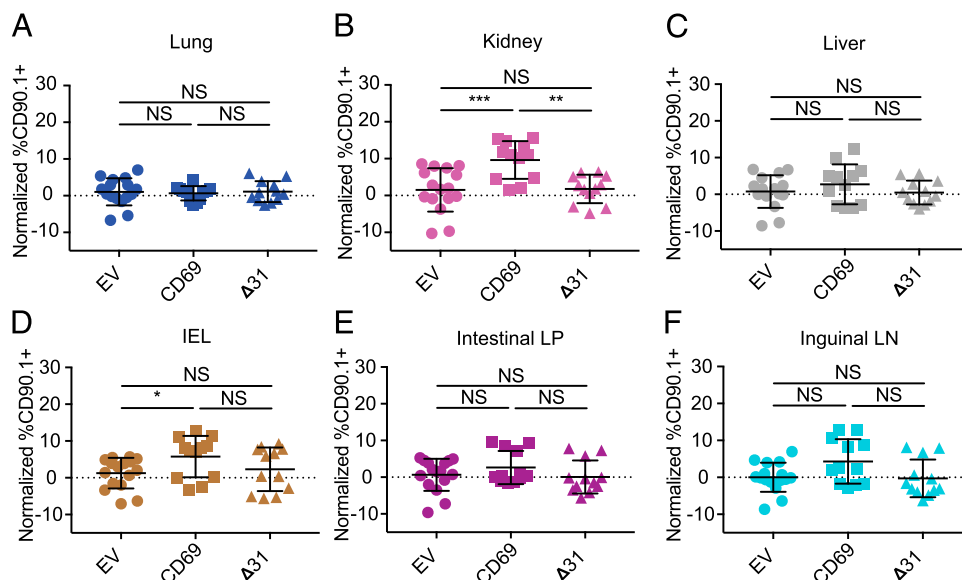 A
Lung
Normalized %CD90.1+
30
20
10
0
-10
NS
NS
NS
EV
CD69
Δ31
B
Kidney
Normalized %CD90.1+
30
20
10
0
-10
NS
***
**
EV
CD69
Δ31
C
Liver
Normalized %CD90.1+
30
20
10
0
-10
NS
NS
NS
EV
CD69
Δ31
D
IEL
Normalized %CD90.1+
30
20
10
0
-10
NS
*
NS
EV
CD69
Δ31
E
Intestinal LP
Normalized %CD90.1+
30
20
10
0
-10
NS
NS
NS
EV
CD69
Δ31
F
Inguinal LN
Normalized %CD90.1+
30
20
10
0
-10
NS
NS
NS
EV
CD69
Δ31